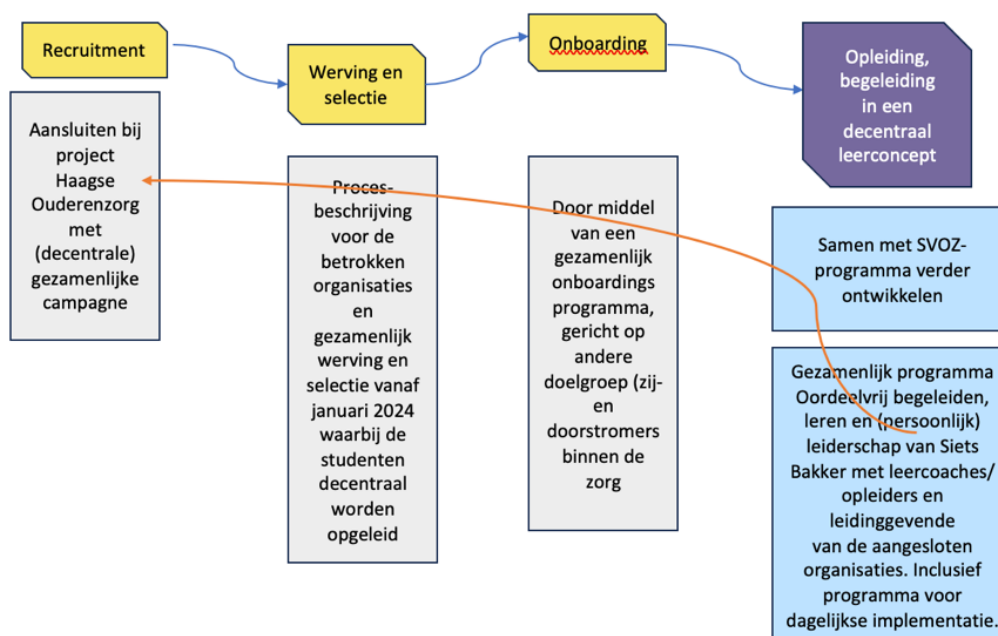 Recruitment
Werving en
selectie
Onboarding
Opleiding,
begeleiding
in een
decentraal
leerconcept
Aansluiten bij
project
Haagse
Ouderenzorg
met
(decentrale)
gezamenlijke
campagne
Proces-
beschrijving
voor de
betrokken
organisaties
en
gezamenlijk
werving en
selectie vanaf
januari 2024
waarbij de
studenten
decentraal
worden
opgeleid
Door middel
van een
gezamenlijk
onboardings
programma,
gericht op
andere
doelgroep (zij-
en
doorstromers
binnen de
zorg
Samen met SVOZ-
programma verder
ontwikkelen
Gezamenlijk programma
Oordeelvrij begeleiden,
leren en (persoonlijk)
leiderschap van Siets
Bakker met leercoaches/
opleiders en
leidinggevende
van de aangesloten
organisaties. Inclusief
programma voor
dagelijkse implementatie.